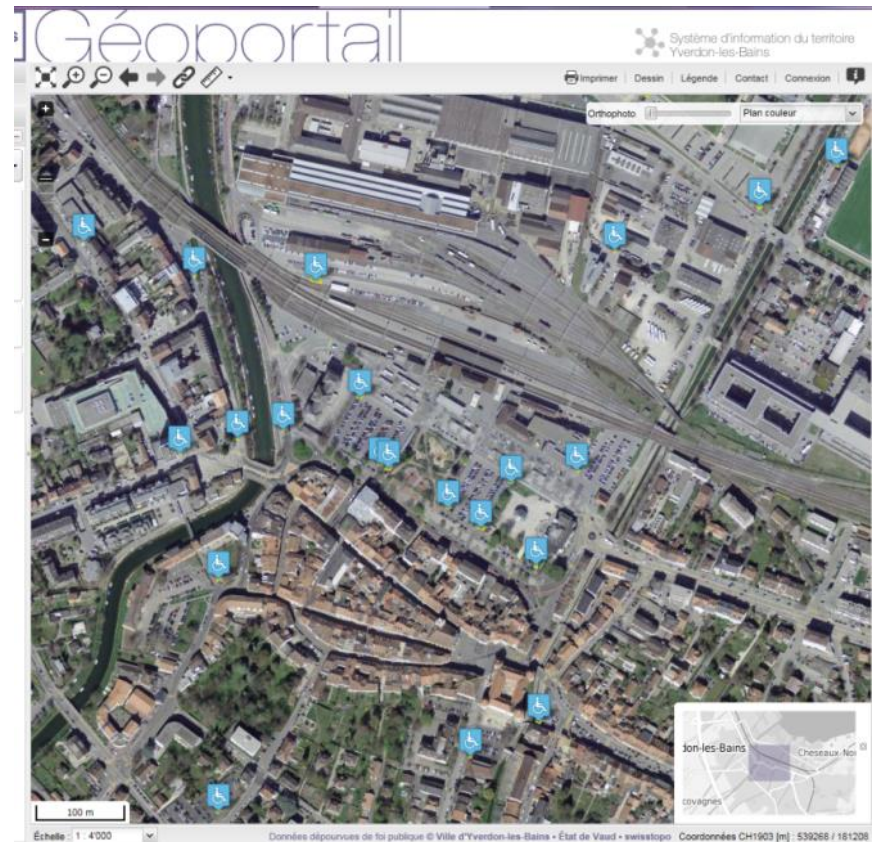 Géoportail
Système d'information du territoire
Yverdon-les-Bains
Imprimer Dessin Légende Contact Connexion
Orthophoto Plan couleur
don-les-Bains
Cheseaux-No
covagnes
100 m
Échelle : 1 : 4'000
Données dépourvues de foi publique © Ville d'Yverdon-les-Bains • État de Vaud • swisstopo Coordonnées CH1903 [m] : 539268 / 181208